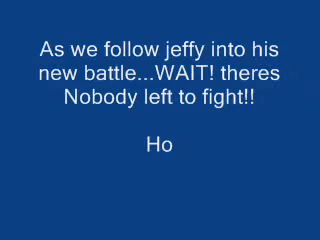 As we follow jeffy into his
new battle...WAIT! theres
Nobody left to fight!!
Ho